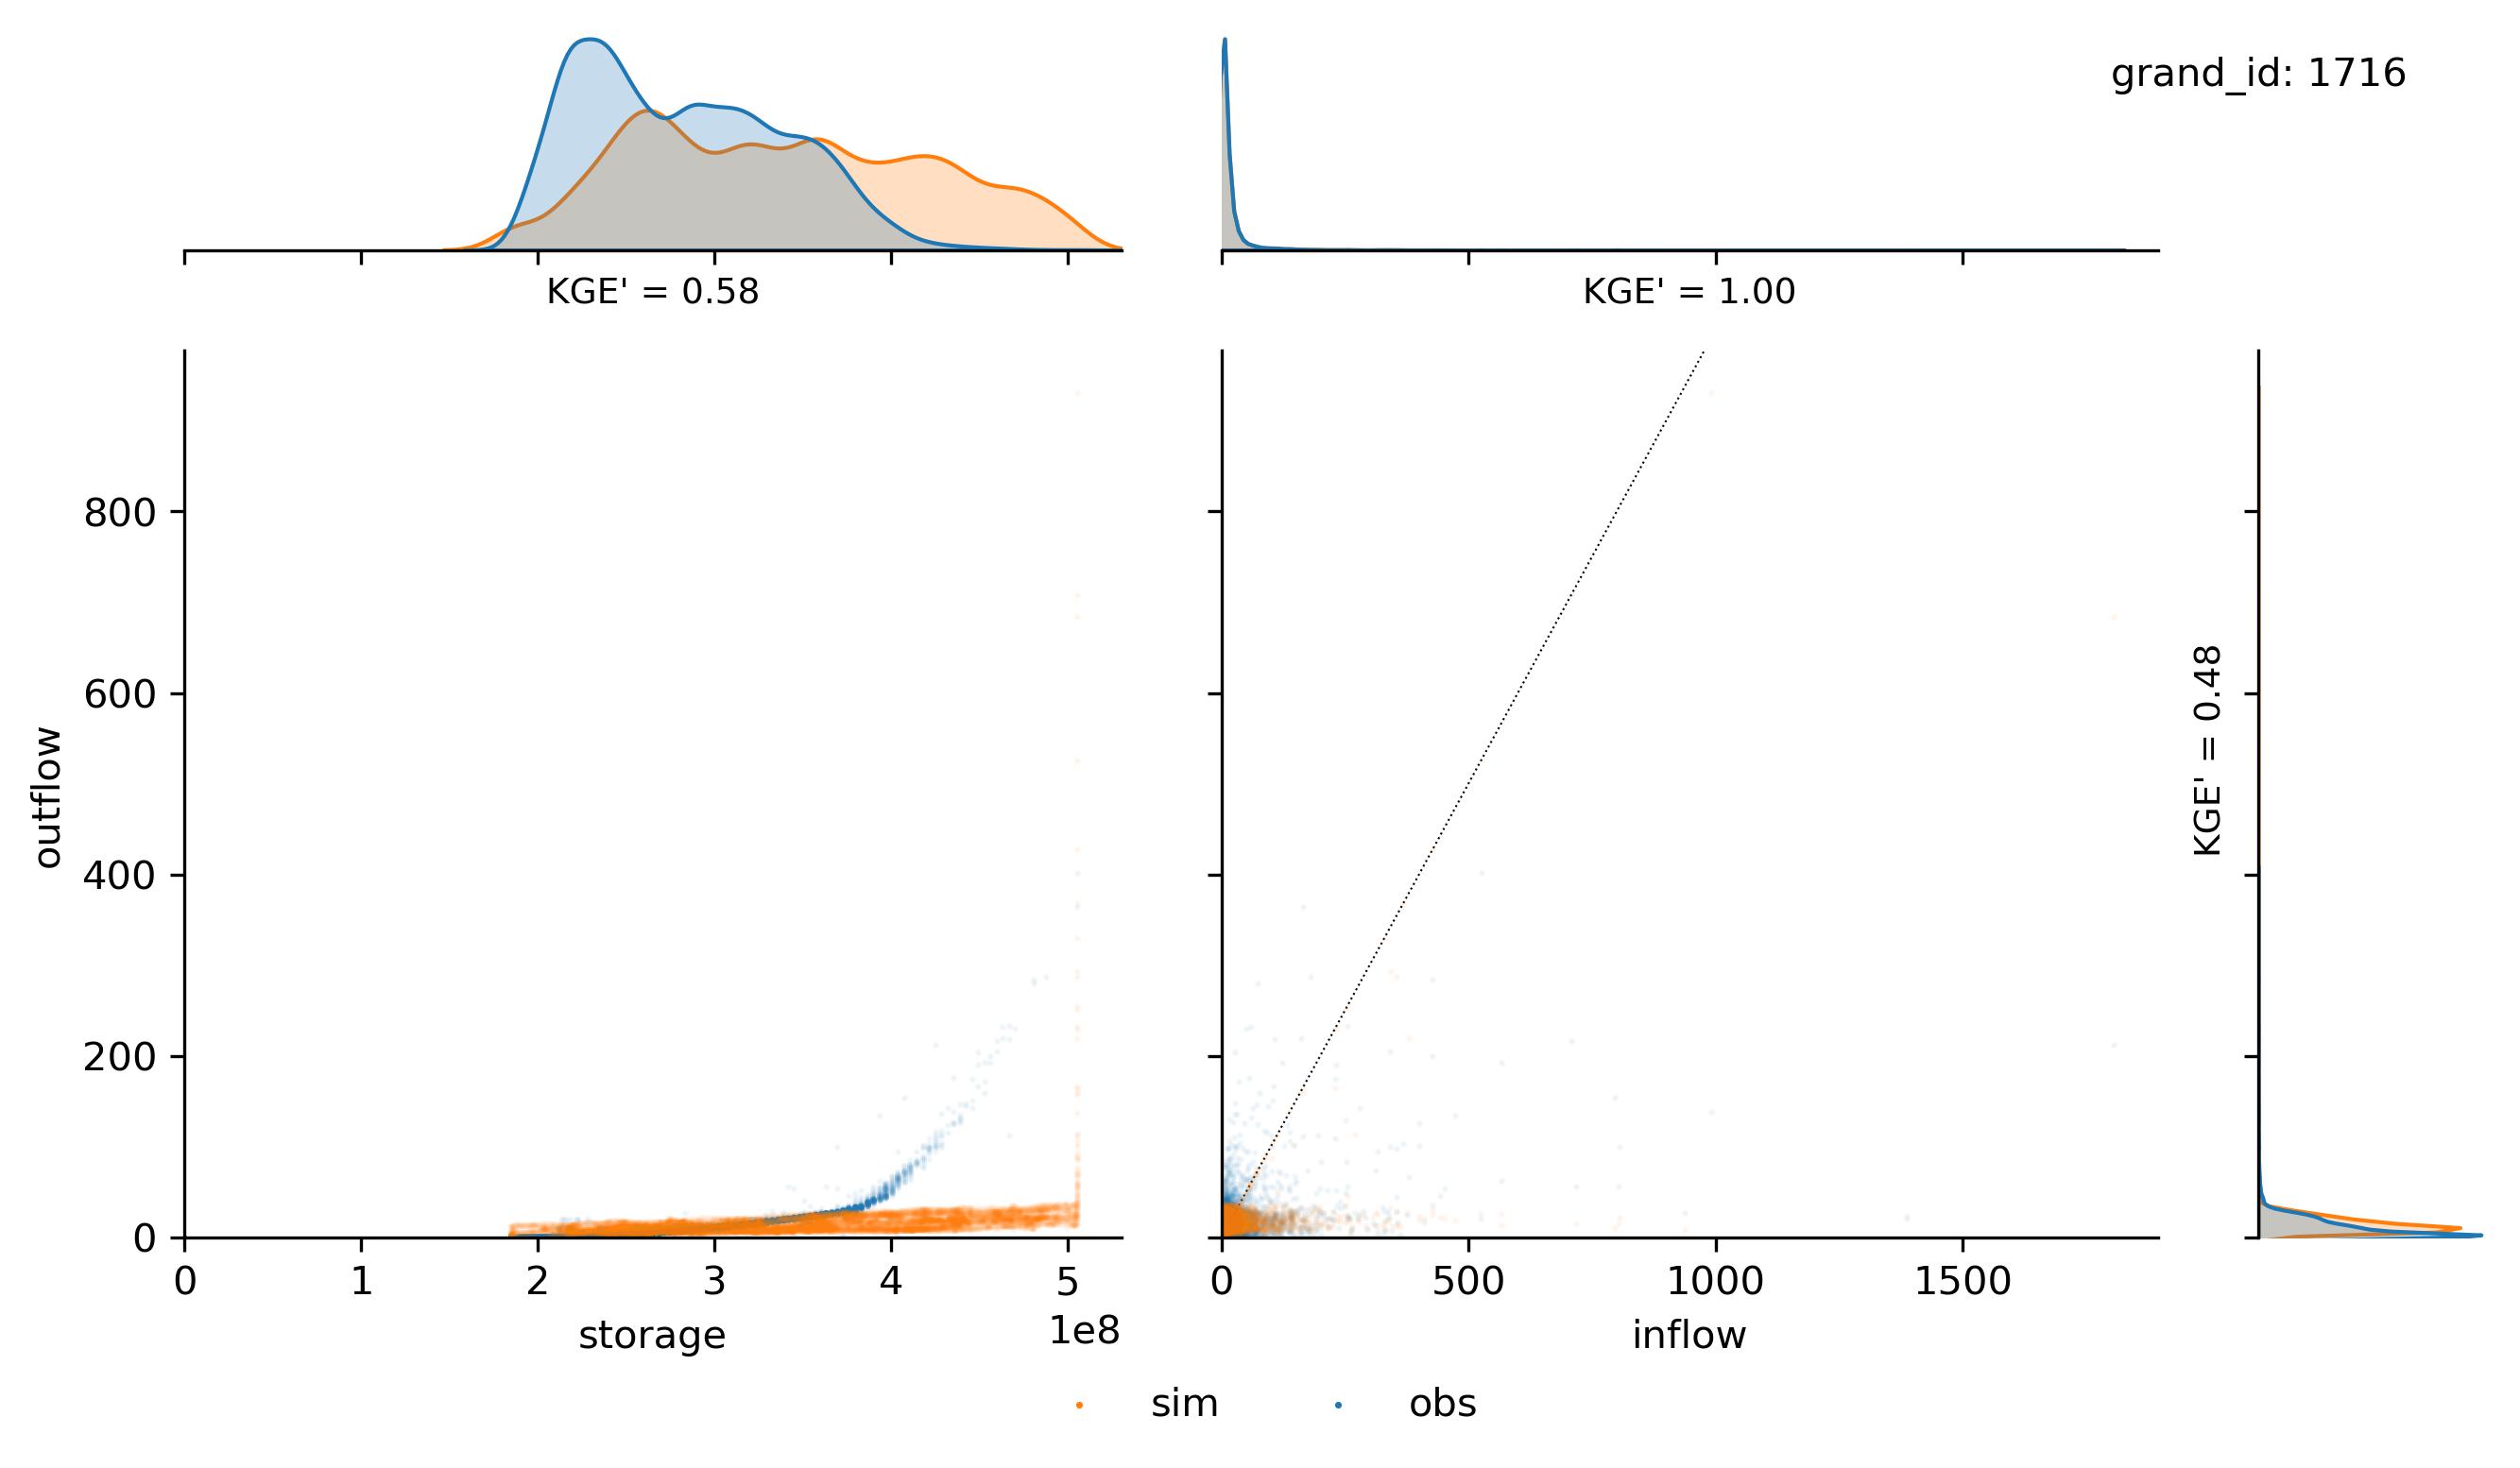 grand_id: 1716
KGE' = 0.58
KGE' = 1.00
800
600
400
200
0
outflow
KGE' = 0.48
0 1 2 3 4 5
1e8
storage
0 500 1000 1500
inflow
sim obs